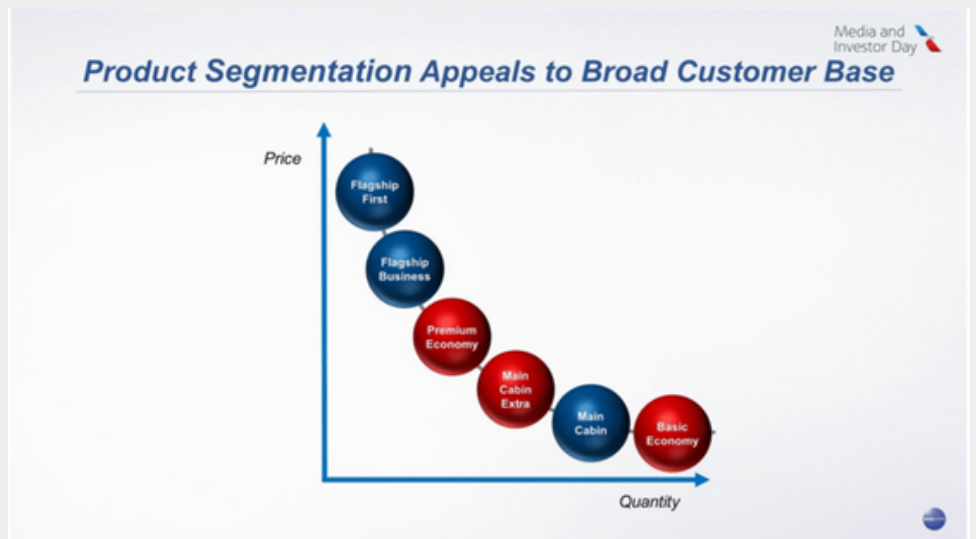 Media and
Investor Day
Product Segmentation Appeals to Broad Customer Base
Price
Flagship
First
Flagship
Business
Premium
Economy
Main
Cabin
Extra
Main
Cabin
Basic
Economy
Quantity